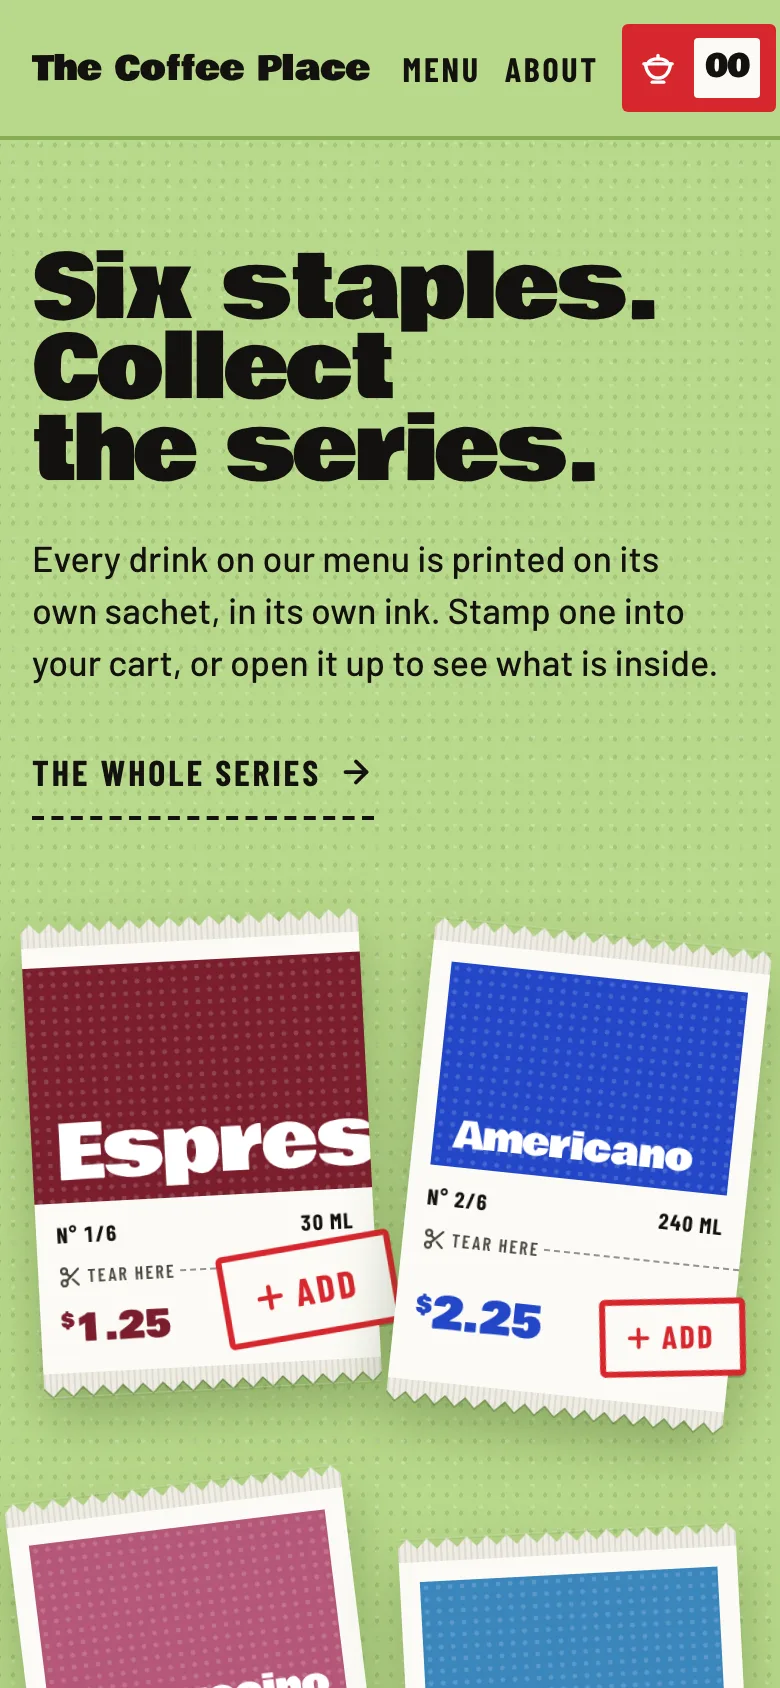 The Coffee Place MENU ABOUT 00
Six staples.
Collect
the series.
Every drink on our menu is printed on its
own sachet, in its own ink. Stamp one into
your cart, or open it up to see what is inside.
THE WHOLE SERIES →
Espres
N° 1/6 30 ML
TEAR HERE
$1.25 + ADD
Americano
N° 2/6 240 ML
TEAR HERE
$2.25 + ADD